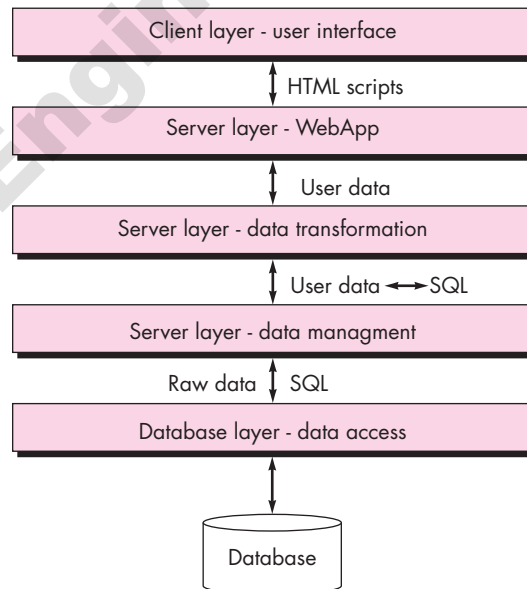 Engin
Client layer - user interface
HTML scripts
Server layer - WebApp
User data
Server layer - data transformation
User data SQL
Server layer - data managment
Raw data SQL
Database layer - data access
Database